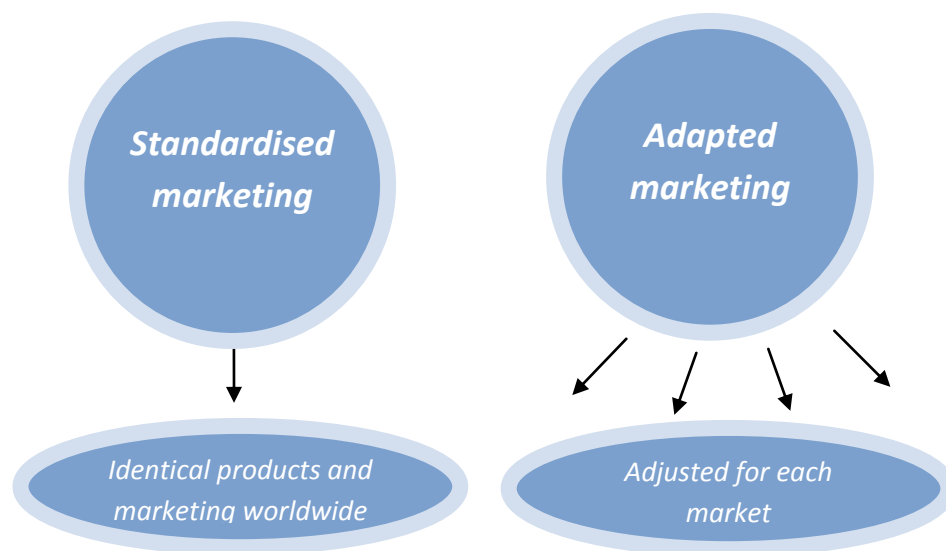 Standardised
marketing
Adapted
marketing
Identical products and
marketing worldwide
Adjusted for each
market